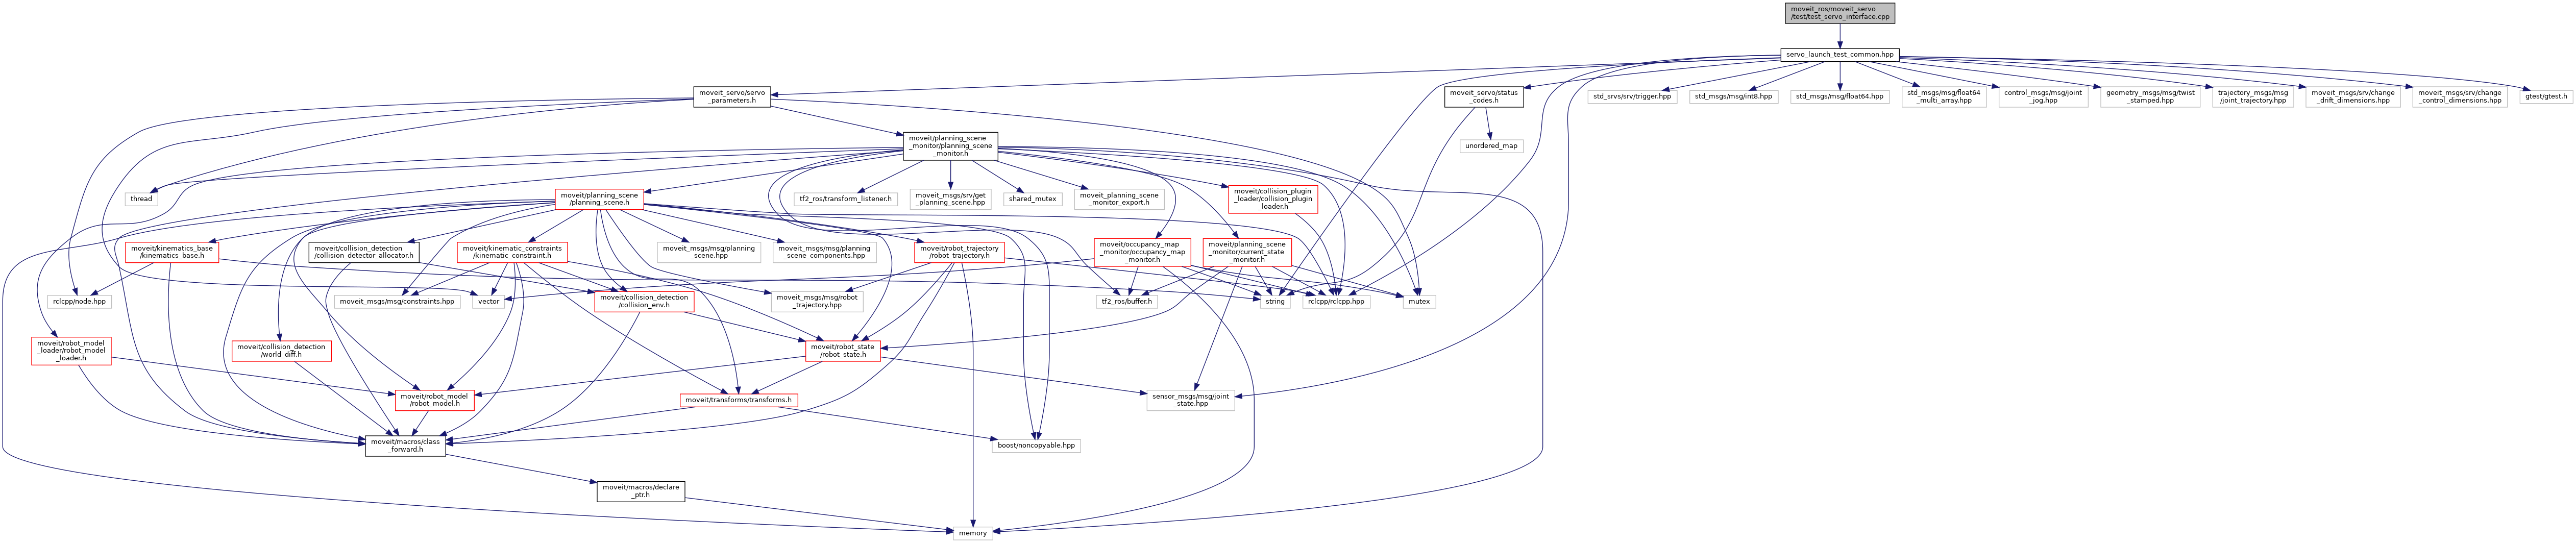 moveit_ros/moveit_servo
/test/test_servo_interface.cpp
servo_launch_test_common.hpp
moveit_servo/servo
_parameters.h
moveit_servo/status
_codes.h
std_srvs/srv/trigger.hpp
std_msgs/msg/int8.hpp
std_msgs/msg/float64.hpp
std_msgs/msg/float64
_multi_array.hpp
control_msgs/msg/joint
_jog.hpp
geometry_msgs/msg/twist
_stamped.hpp
trajectory_msgs/msg
/joint_trajectory.hpp
moveit_msgs/srv/change
_drift_dimensions.hpp
moveit_msgs/srv/change
_control_dimensions.hpp
gtest/gtest.h
moveit/planning_scene
_monitor/planning_scene
_monitor.h
unordered_map
thread
moveit/planning_scene
/planning_scene.h
tf2_ros/transform_listener.h
moveit_msgs/srv/get
_planning_scene.hpp
shared_mutex
moveit_planning_scene
_monitor_export.h
moveit/collision_plugin
_loader/collision_plugin
_loader.h
moveit/kinematics_base
/kinematics_base.h
moveit/collision_detection
/collision_detector_allocator.h
moveit/kinematic_constraints
/kinematic_constraint.h
moveit_msgs/msg/planning
_scene.hpp
moveit_msgs/msg/planning
_scene_components.hpp
moveit/robot_trajectory
/robot_trajectory.h
moveit/occupancy_map
_monitor/occupancy_map
_monitor.h
moveit/planning_scene
_monitor/current_state
_monitor.h
rclcpp/node.hpp
moveit_msgs/msg/constraints.hpp
vector
moveit/collision_detection
/collision_env.h
moveit_msgs/msg/robot
_trajectory.hpp
tf2_ros/buffer.h
string
rclcpp/rclcpp.hpp
mutex
moveit/robot_model
_loader/robot_model
_loader.h
moveit/collision_detection
/world_diff.h
moveit/robot_state
/robot_state.h
moveit/robot_model
/robot_model.h
moveit/transforms/transforms.h
sensor_msgs/msg/joint
_state.hpp
moveit/macros/class
_forward.h
boost/noncopyable.hpp
moveit/macros/declare
_ptr.h
memory